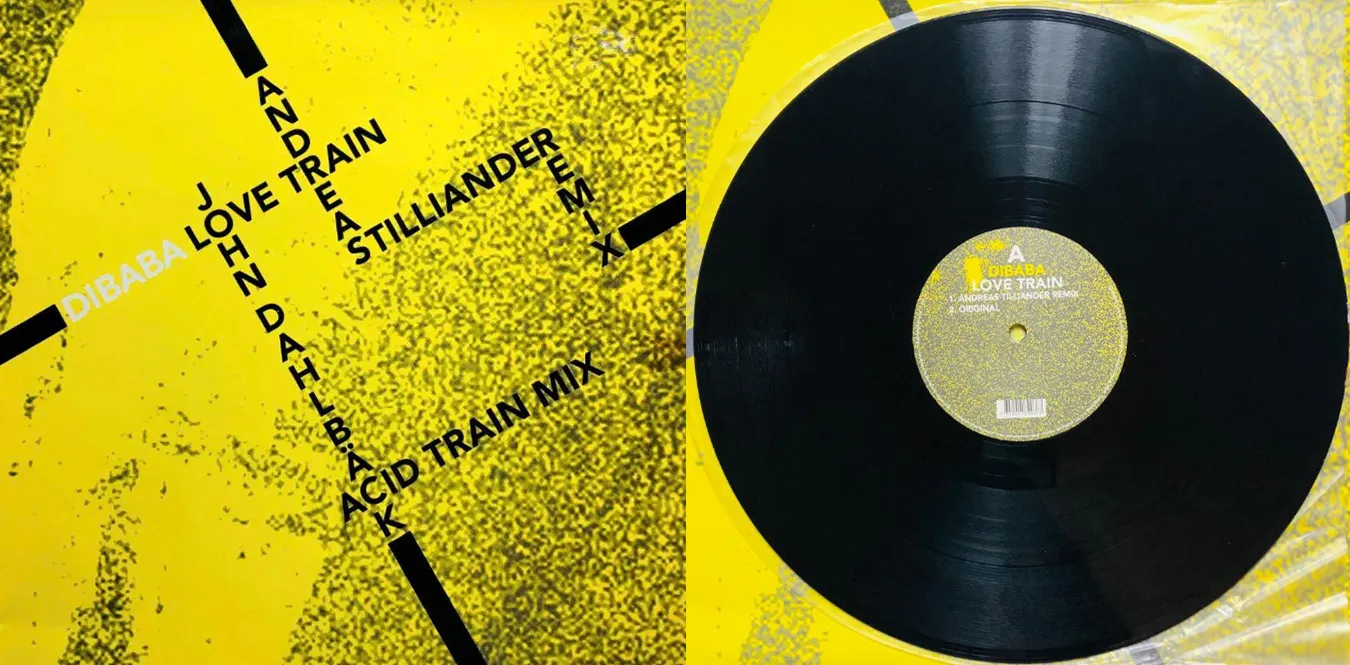 DIBABA LOVE TRAIN
ANDREAS
STILLIANDER
REMIX
JOHN DAHLBÄCK
ACID TRAIN MIX
A
DIBABA
LOVE TRAIN
1. ANDREAS TILLIANDER REMIX
2. ORIGINAL